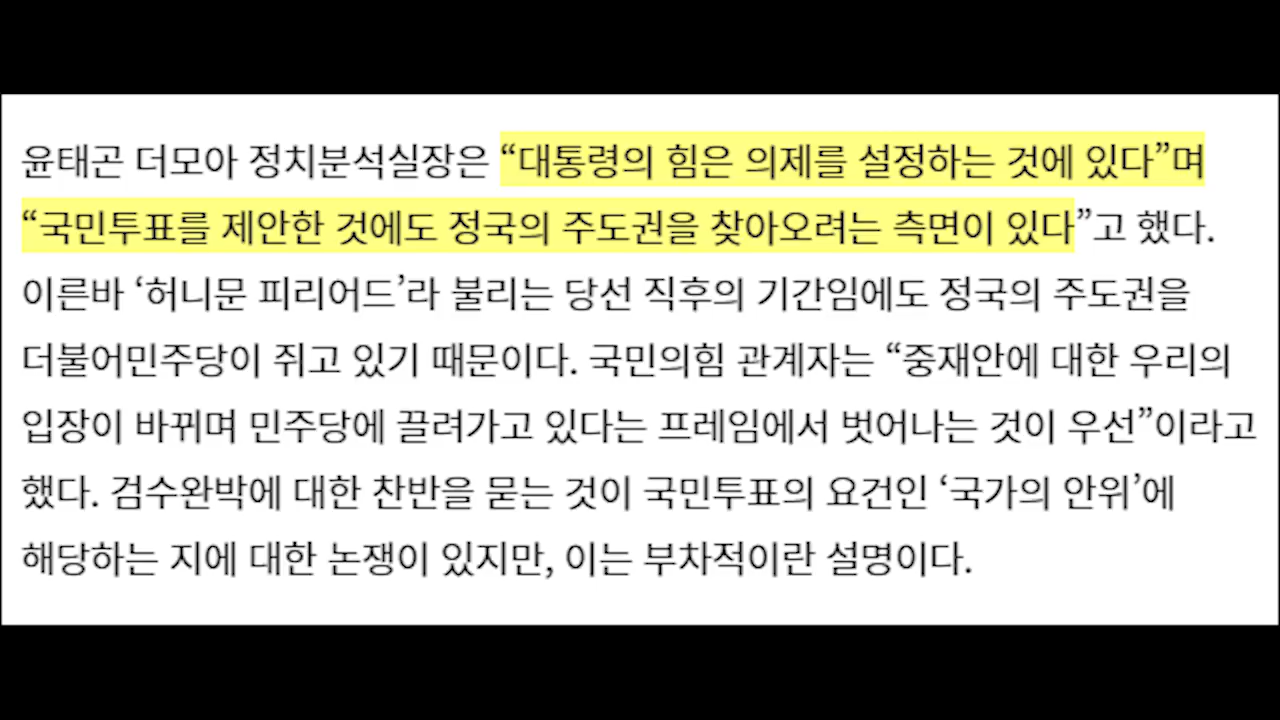 윤태곤 더모아 정치분석실장은 “대통령의 힘은 의제를 설정하는 것에 있다”며
“국민투표를 제안한 것에도 정국의 주도권을 찾아오려는 측면이 있다”고 했다.
이른바 ‘허니문 피리어드’라 불리는 당선 직후의 기간임에도 정국의 주도권을
더불어민주당이 쥐고 있기 때문이다. 국민의힘 관계자는 “중재안에 대한 우리의
입장이 바뀌며 민주당에 끌려가고 있다는 프레임에서 벗어나는 것이 우선”이라고
했다. 검수완박에 대한 찬반을 묻는 것이 국민투표의 요건인 ‘국가의 안위’에
해당하는 지에 대한 논쟁이 있지만, 이는 부차적이란 설명이다.